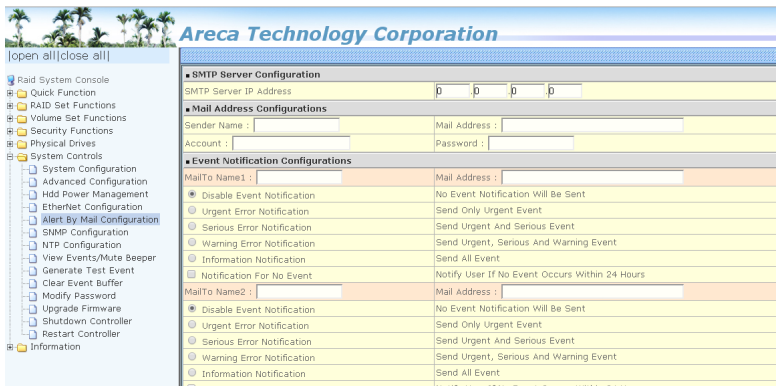 Areca Technology Corporation
|open all|close all|
Raid System Console
Quick Function
RAID Set Functions
Volume Set Functions
Security Functions
Physical Drives
System Controls
System Configuration
Advanced Configuration
Hdd Power Management
EtherNet Configuration
Alert By Mail Configuration
SNMP Configuration
NTP Configuration
View Events/Mute Beeper
Generate Test Event
Clear Event Buffer
Modify Password
Upgrade Firmware
Shutdown Controller
Restart Controller
Information
SMTP Server Configuration
SMTP Server IP Address 0 .0 .0 .0
Mail Address Configurations
Sender Name : Mail Address :
Account : Password :
Event Notification Configurations
MailTo Name1 : Mail Address :
Disable Event Notification No Event Notification Will Be Sent
Urgent Error Notification Send Only Urgent Event
Serious Error Notification Send Urgent And Serious Event
Warning Error Notification Send Urgent, Serious And Warning Event
Information Notification Send All Event
Notification For No Event Notify User If No Event Occurs Within 24 Hours
MailTo Name2 : Mail Address :
Disable Event Notification No Event Notification Will Be Sent
Urgent Error Notification Send Only Urgent Event
Serious Error Notification Send Urgent And Serious Event
Warning Error Notification Send Urgent, Serious And Warning Event
Information Notification Send All Event